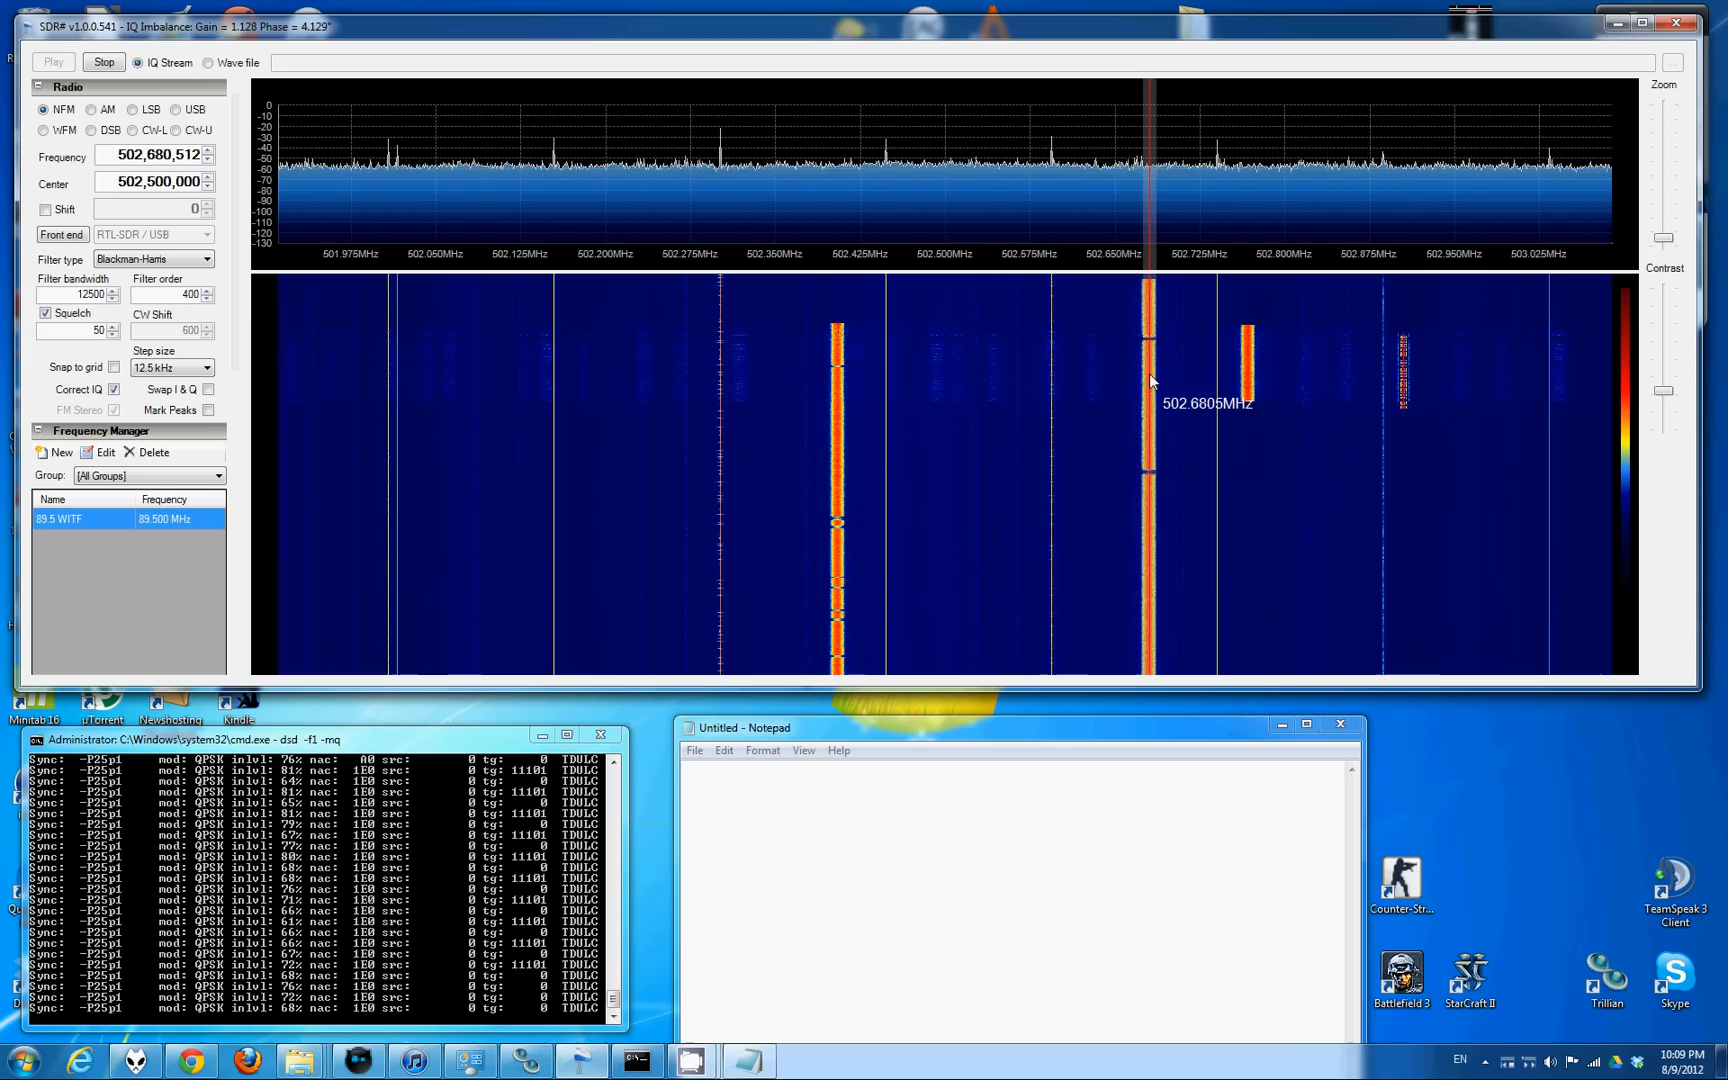 SDR# v1.0.0.541 - IQ Imbalance: Gain = 1.128 Phase = 4.129°
Play Stop IQ Stream Wave file ...
Radio
NFM AM LSB USB
WFM DSB CW-L CW-U
Frequency 502,680,512
Center 502,500,000
Shift 0
Front end RTL-SDR / USB
Filter type Blackman-Harris
Filter bandwidth Filter order
12500 400
Squelch CW Shift
50 600
Step size
Snap to grid 12.5 kHz
Correct IQ Swap I & Q
FM Stereo Mark Peaks
Frequency Manager
New Edit Delete
Group: [All Groups]
Name Frequency
89.5 WITF 89.500 MHz
0
-10
-20
-30
-40
-50
-60
-70
-80
-90
-100
-110
-120
-130
501.975MHz 502.050MHz 502.125MHz 502.200MHz 502.275MHz 502.350MHz 502.425MHz 502.500MHz 502.575MHz 502.650MHz 502.725MHz 502.800MHz 502.875MHz 502.950MHz 503.025MHz
502.6805MHz
Zoom
Contrast
Minitab 16 µTorrent Newshosting Kindle
Administrator: C:\Windows\system32\cmd.exe - dsd -f1 -mq
Sync: -P25p1 mod: QPSK inlvl: 76% nac: A0 src: 0 tg: 0 TDULC
Sync: -P25p1 mod: QPSK inlvl: 81% nac: 1E0 src: 0 tg: 11101 TDULC
Sync: -P25p1 mod: QPSK inlvl: 64% nac: 1E0 src: 0 tg: 0 TDULC
Sync: -P25p1 mod: QPSK inlvl: 81% nac: 1E0 src: 0 tg: 11101 TDULC
Sync: -P25p1 mod: QPSK inlvl: 65% nac: 1E0 src: 0 tg: 0 TDULC
Sync: -P25p1 mod: QPSK inlvl: 81% nac: 1E0 src: 0 tg: 11101 TDULC
Sync: -P25p1 mod: QPSK inlvl: 79% nac: 1E0 src: 0 tg: 0 TDULC
Sync: -P25p1 mod: QPSK inlvl: 67% nac: 1E0 src: 0 tg: 11101 TDULC
Sync: -P25p1 mod: QPSK inlvl: 77% nac: 1E0 src: 0 tg: 0 TDULC
Sync: -P25p1 mod: QPSK inlvl: 80% nac: 1E0 src: 0 tg: 11101 TDULC
Sync: -P25p1 mod: QPSK inlvl: 68% nac: 1E0 src: 0 tg: 0 TDULC
Sync: -P25p1 mod: QPSK inlvl: 68% nac: 1E0 src: 0 tg: 11101 TDULC
Sync: -P25p1 mod: QPSK inlvl: 76% nac: 1E0 src: 0 tg: 0 TDULC
Sync: -P25p1 mod: QPSK inlvl: 71% nac: 1E0 src: 0 tg: 11101 TDULC
Sync: -P25p1 mod: QPSK inlvl: 66% nac: 1E0 src: 0 tg: 0 TDULC
Sync: -P25p1 mod: QPSK inlvl: 61% nac: 1E0 src: 0 tg: 11101 TDULC
Sync: -P25p1 mod: QPSK inlvl: 66% nac: 1E0 src: 0 tg: 0 TDULC
Sync: -P25p1 mod: QPSK inlvl: 66% nac: 1E0 src: 0 tg: 11101 TDULC
Sync: -P25p1 mod: QPSK inlvl: 67% nac: 1E0 src: 0 tg: 0 TDULC
Sync: -P25p1 mod: QPSK inlvl: 72% nac: 1E0 src: 0 tg: 11101 TDULC
Sync: -P25p1 mod: QPSK inlvl: 68% nac: 1E0 src: 0 tg: 0 TDULC
Sync: -P25p1 mod: QPSK inlvl: 76% nac: 1E0 src: 0 tg: 0 TDULC
Sync: -P25p1 mod: QPSK inlvl: 72% nac: 1E0 src: 0 tg: 0 TDULC
Sync: -P25p1 mod: QPSK inlvl: 68% nac: 1E0 src: 0 tg: 0 TDULC
Untitled - Notepad
File Edit Format View Help
Counter-Str...
TeamSpeak 3
Client
Battlefield 3 StarCraft II Trillian Skype
EN
10:09 PM
8/9/2012